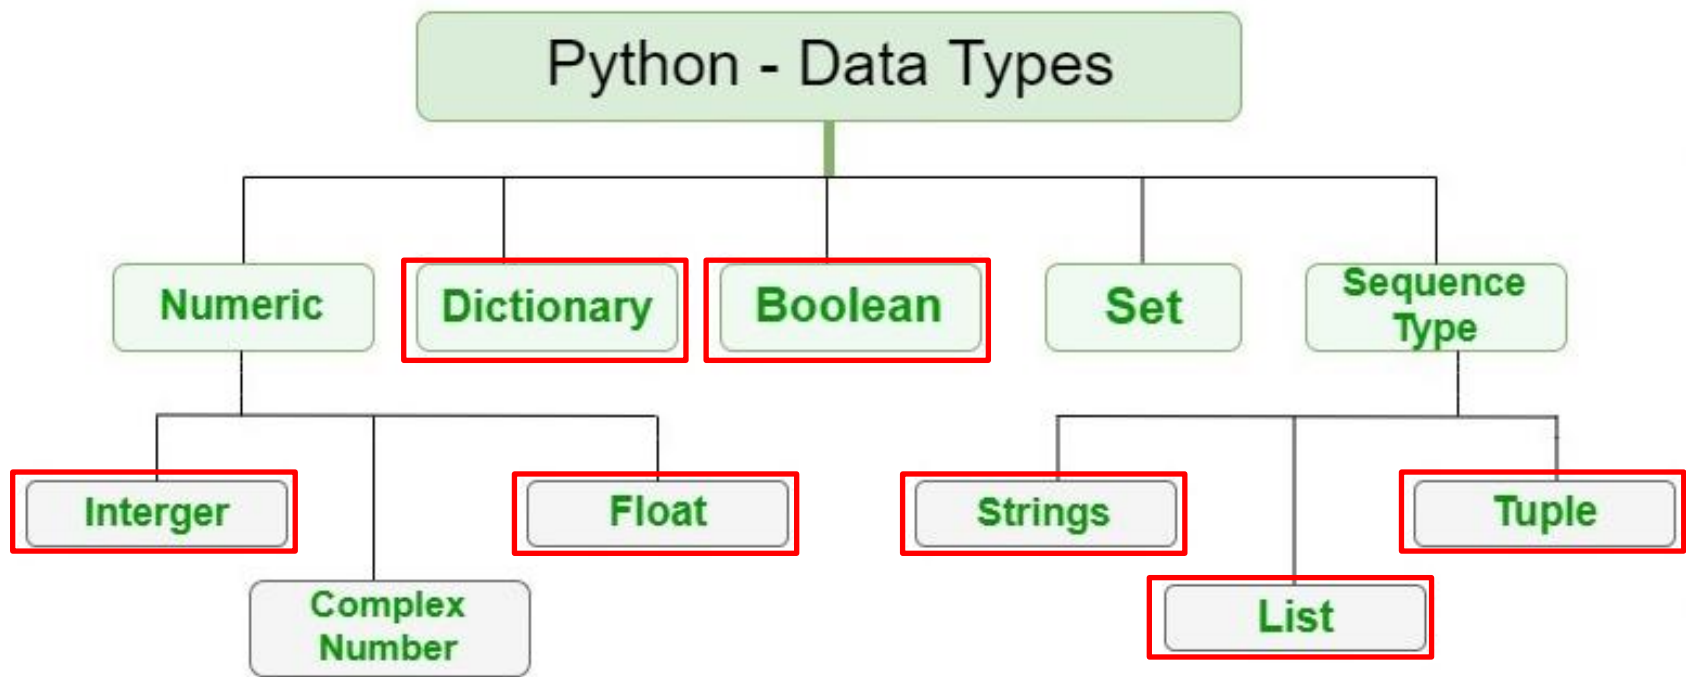 Python - Data Types
Numeric
Dictionary
Boolean
Set
Sequence
Type
Interger
Float
Strings
Tuple
Complex
Number
List